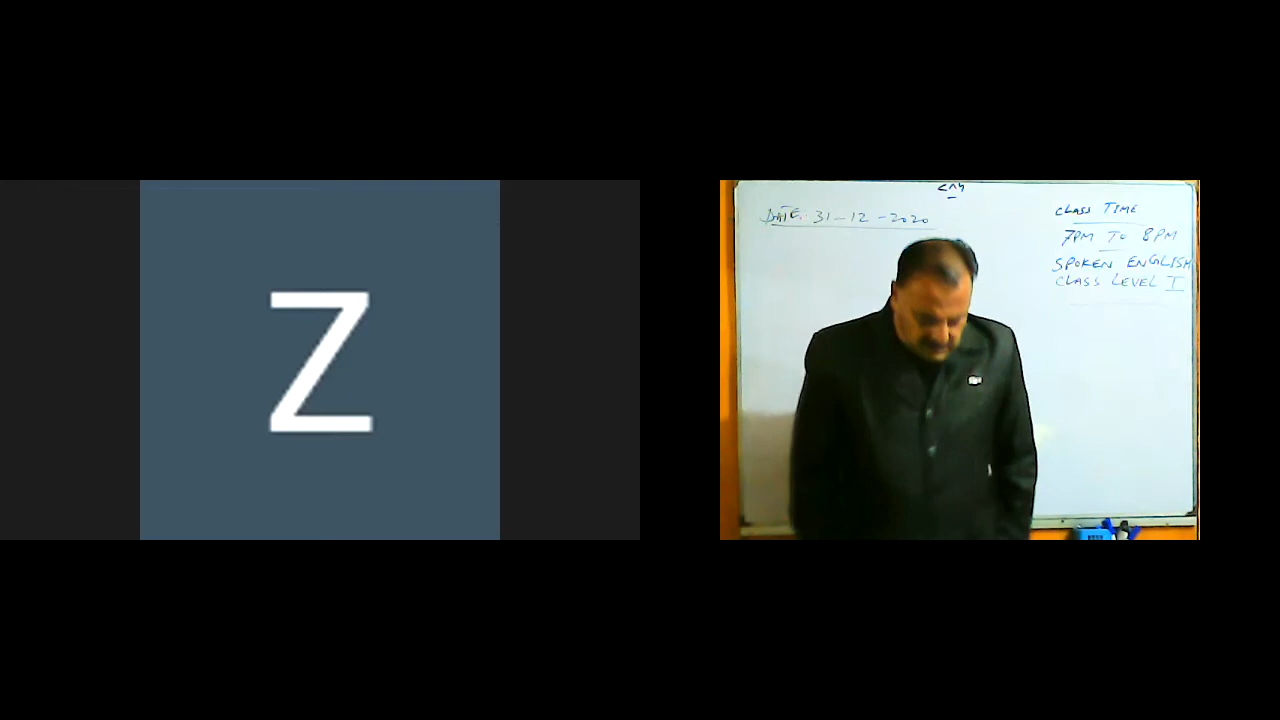 Z
DATE: 31-12-2020
CLASS TIME
7PM TO 8PM
SPOKEN ENGLISH
CLASS LEVEL I